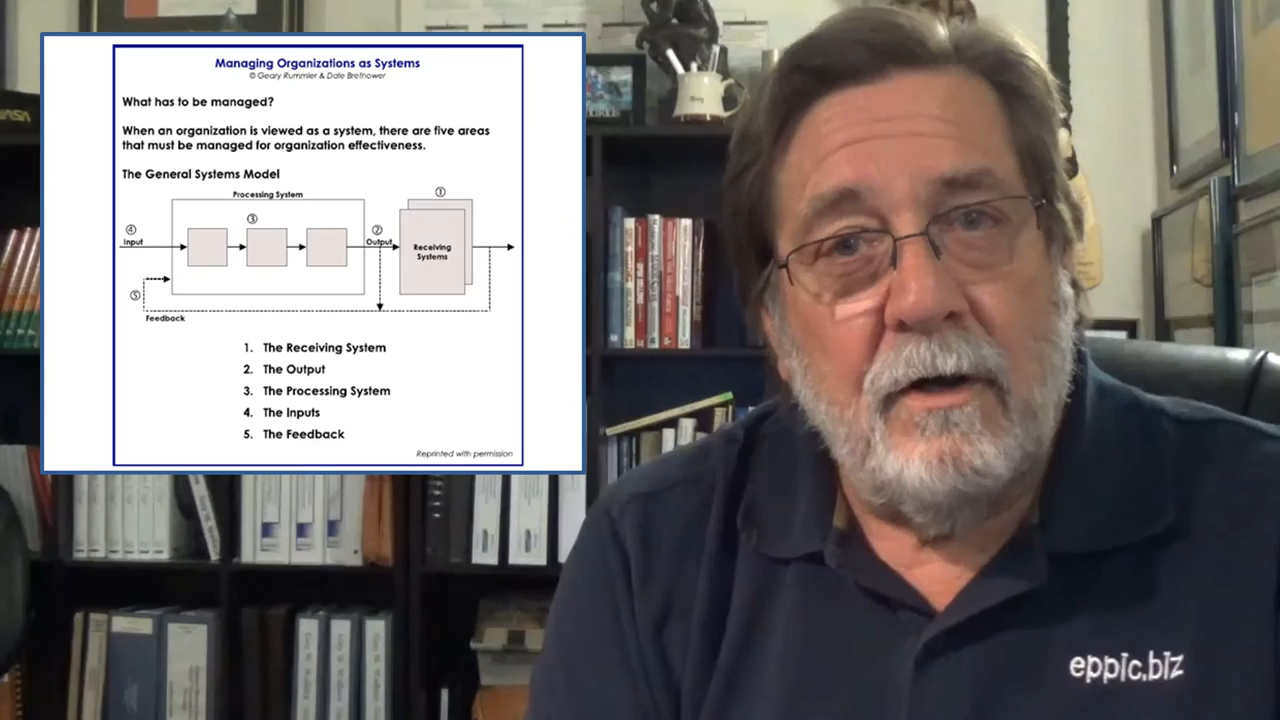 Managing Organizations as Systems
© Geary Rummler & Dale Brethower
What has to be managed?
When an organization is viewed as a system, there are five areas
that must be managed for organization effectiveness.
The General Systems Model
Processing System
①
④
③
②
Input
Output
Receiving
Systems
⑤
Feedback
1. The Receiving System
2. The Output
3. The Processing System
4. The Inputs
5. The Feedback
Reprinted with permission
eppic.biz